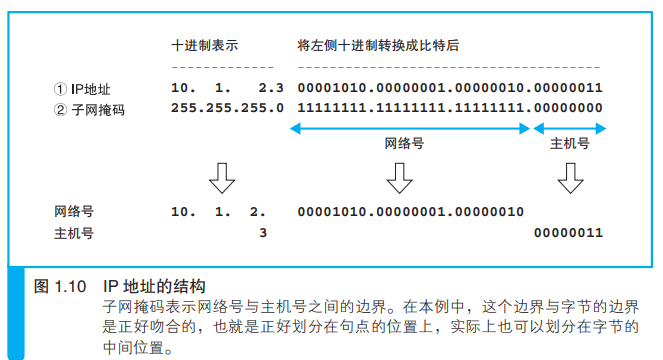 十进制表示 将左侧十进制转换成比特后
------------ ------------------------------------
① IP地址 10. 1. 2.3 00001010.00000001.00000010.00000011
② 子网掩码 255.255.255.0 11111111.11111111.11111111.00000000
网络号 主机号
网络号 10. 1. 2. 00001010.00000001.00000010
主机号 3 00000011
图 1.10 IP 地址的结构
子网掩码表示网络号与主机号之间的边界。在本例中，这个边界与字节的边界
是正好吻合的，也就是正好划分在句点的位置上，实际上也可以划分在字节的
中间位置。